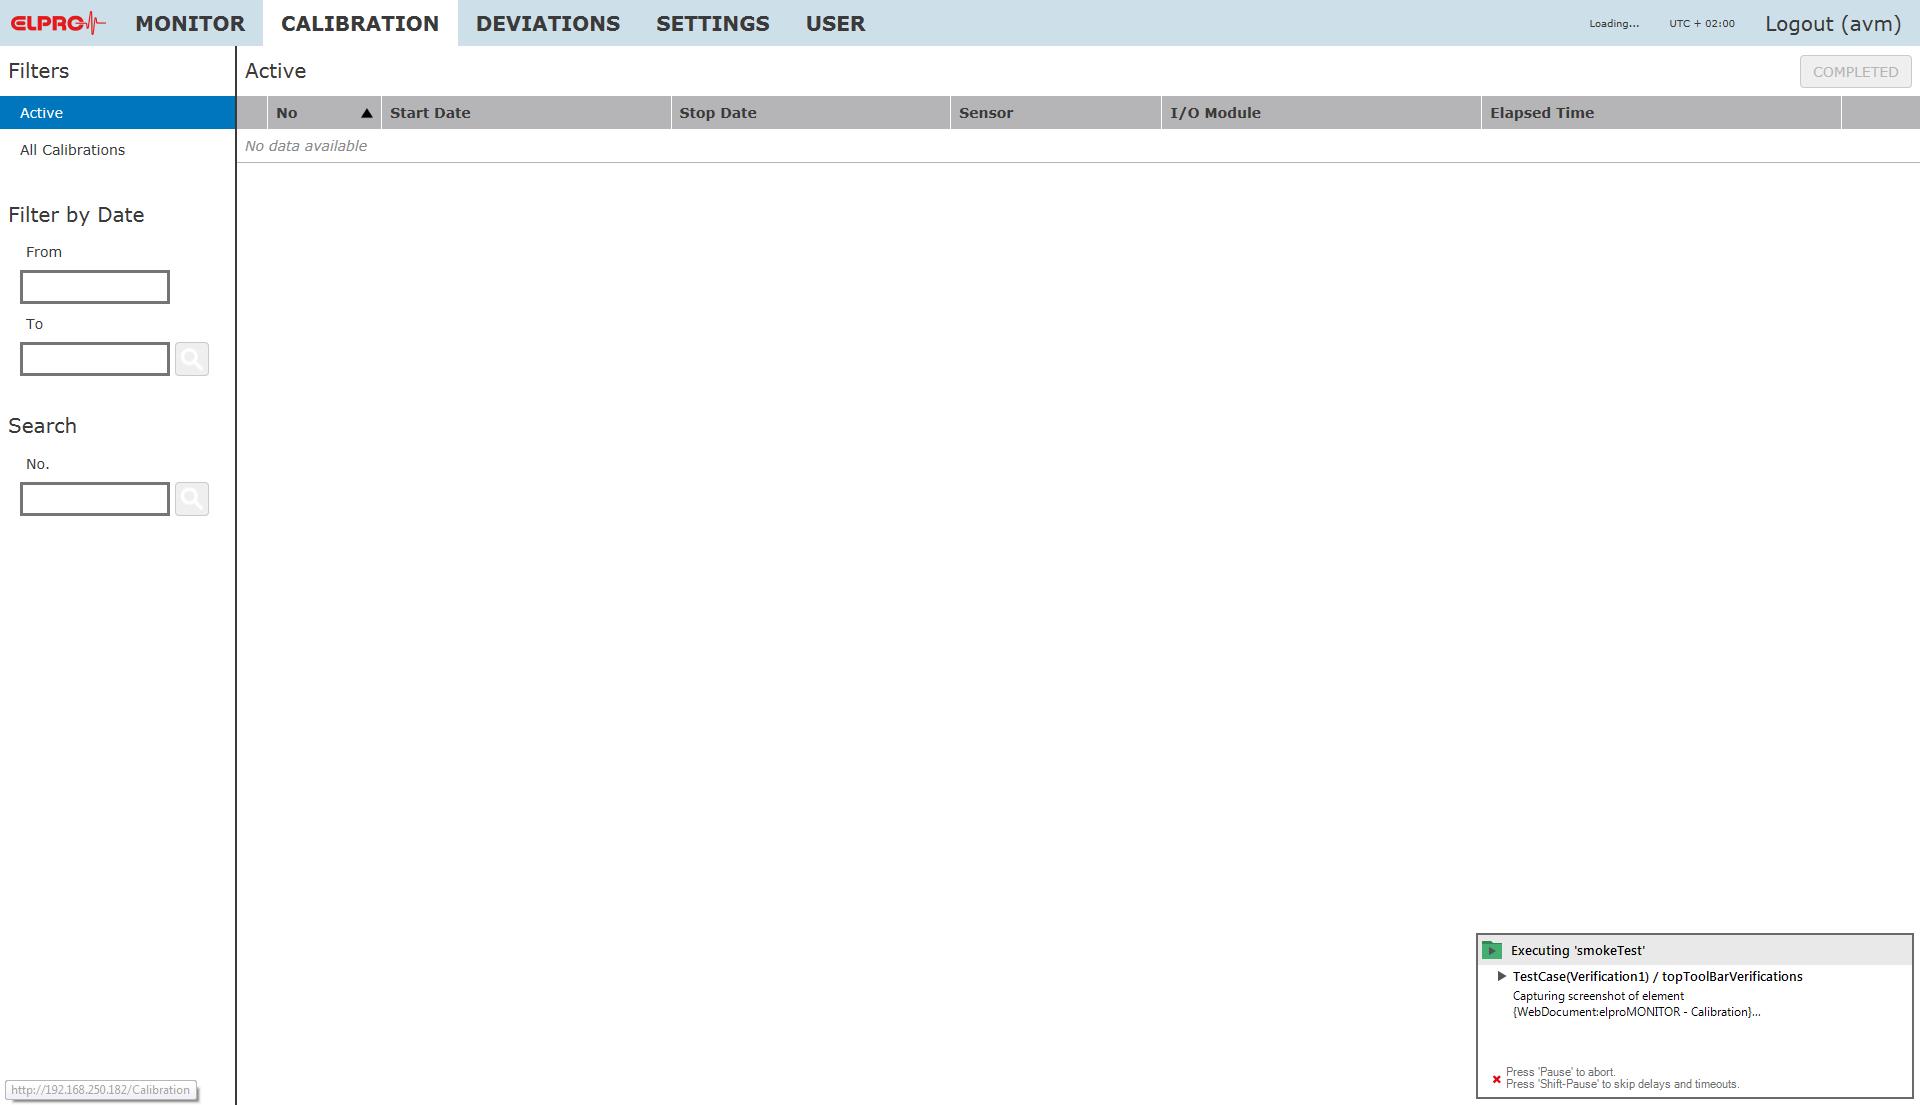 ELPRO MONITOR CALIBRATION DEVIATIONS SETTINGS USER Loading... UTC + 02:00 Logout (avm)
Filters
Active
All Calibrations
Filter by Date
From
To
Search
No.
Active
COMPLETED
No ▲ Start Date Stop Date Sensor I/O Module Elapsed Time
No data available
Executing 'smokeTest'
TestCase(Verification1) / topToolBarVerifications
Capturing screenshot of element
{WebDocument:elproMONITOR - Calibration}...
Press 'Pause' to abort.
Press 'Shift-Pause' to skip delays and timeouts.
http://192.168.250.182/Calibration